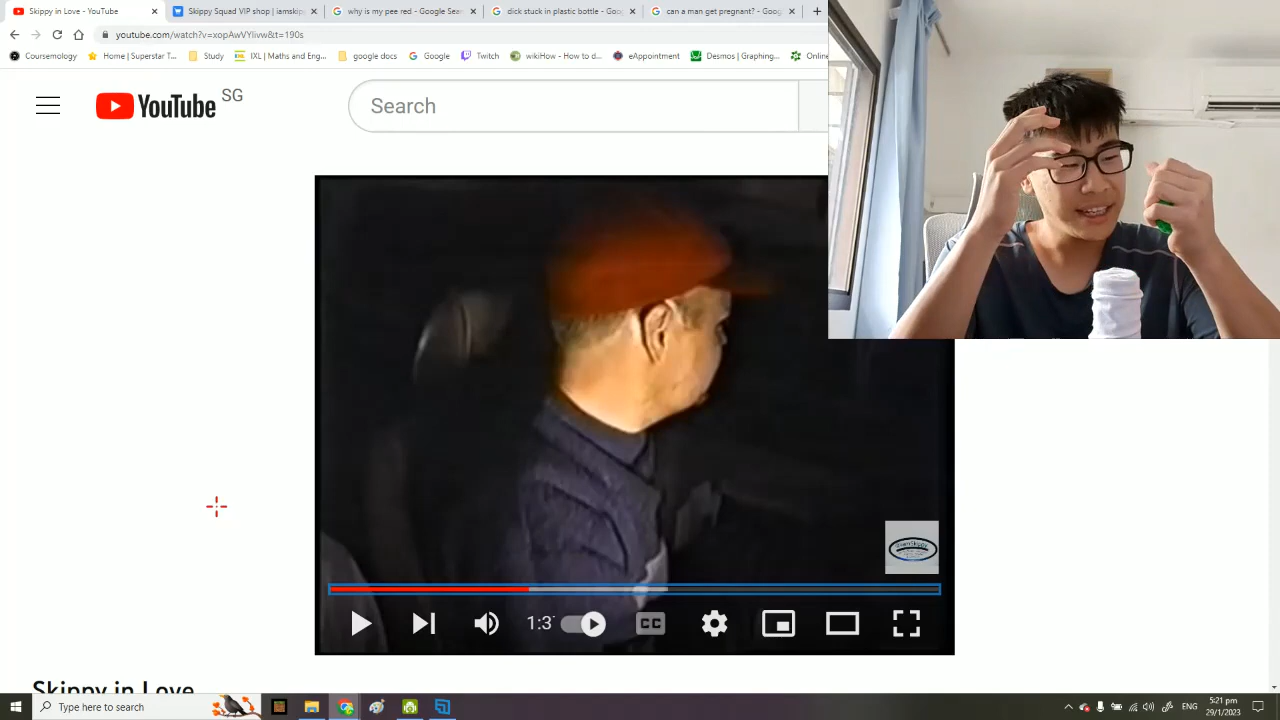 Skippy in Love - YouTube
Skippy Squad VIP shop | iamskip
why is my pee red - Google Sear
dick stuck in plastic bottle - Goo
can a man get pregnant? - Goog
youtube.com/watch?v=xopAwVYlivw&t=190s
Coursemology
Home | Superstar T...
Study
IXL | Maths and Eng...
google docs
Google
Twitch
wikiHow - How to d...
eAppointment
Desmos | Graphing...
Online
YouTube SG
Search
1:3
CC
Skippy in Love
Type here to search
ENG
5:21 pm
29/1/2023